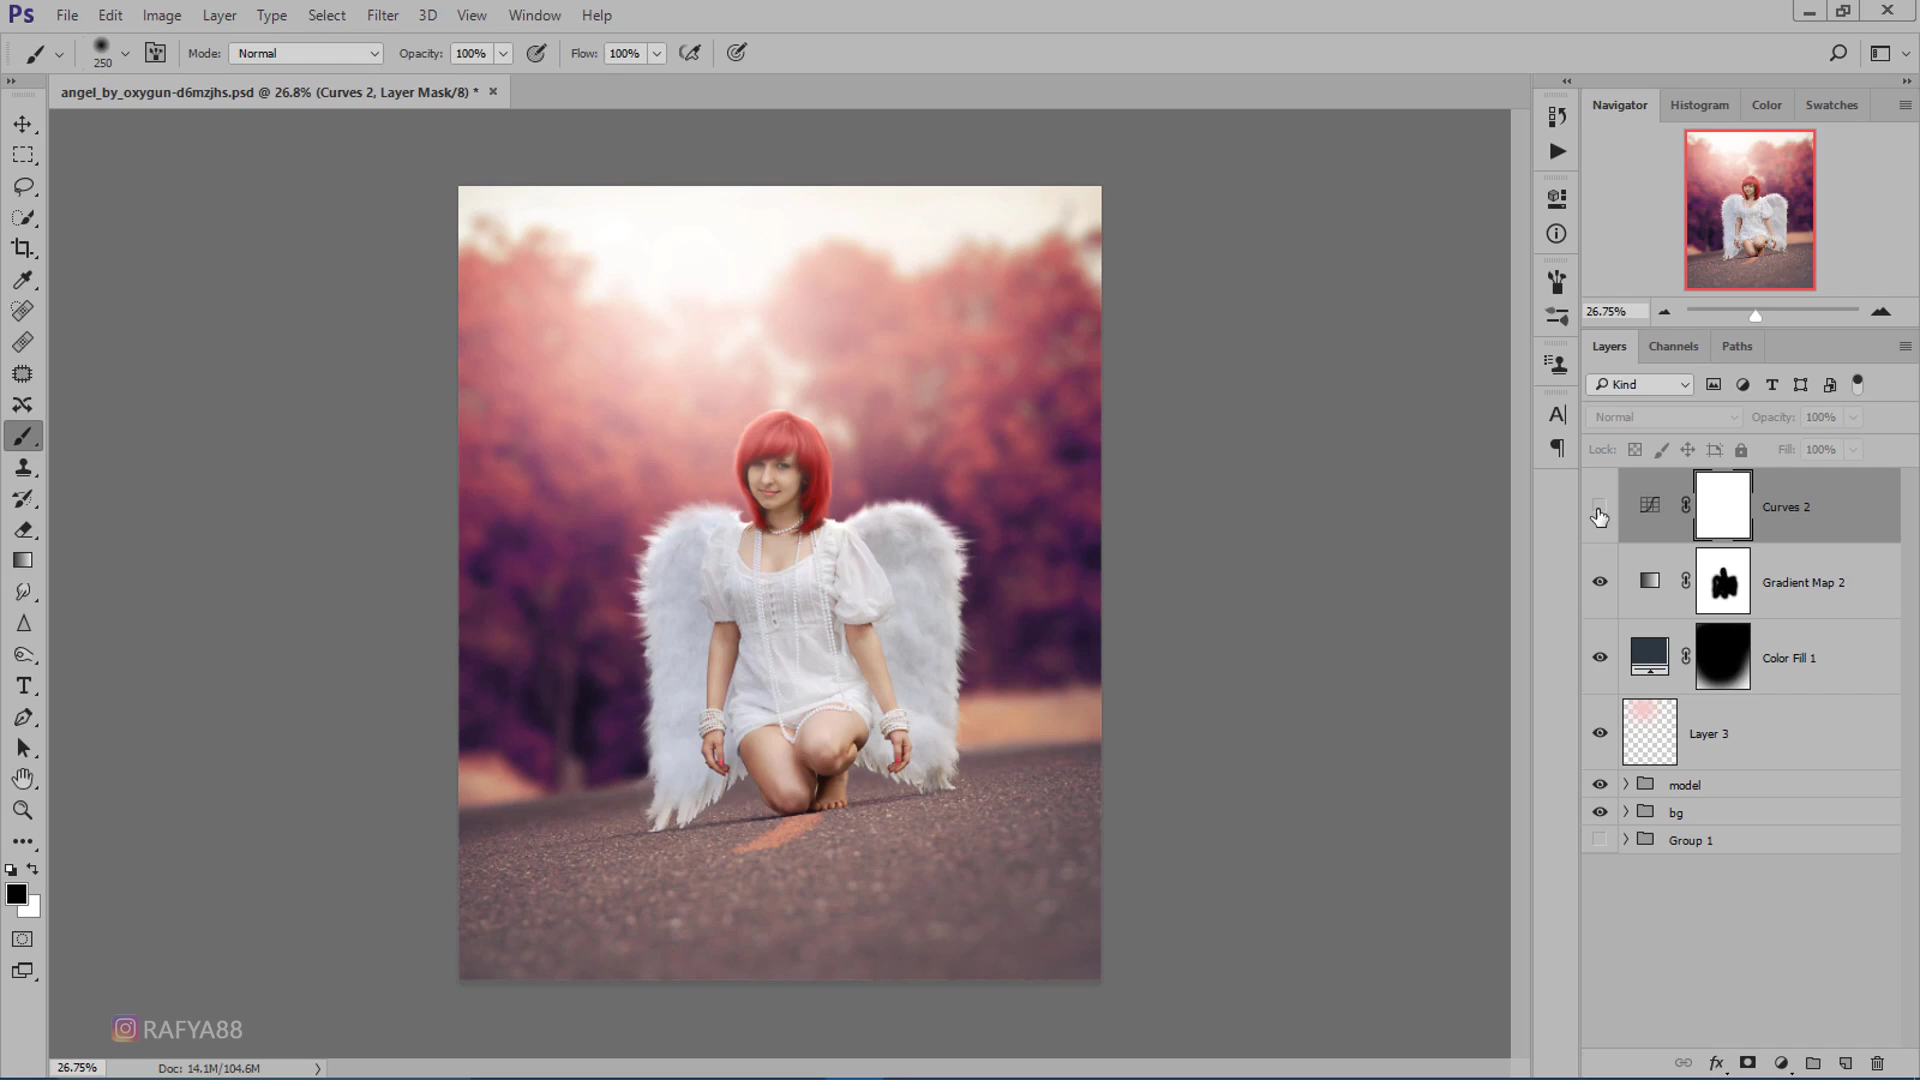 Ps File Edit Image Layer Type Select Filter 3D View Window Help
250 Mode: Normal Opacity: 100% Flow: 100%
angel_by_oxygun-d6mzjhs.psd @ 26.8% (Curves 2, Layer Mask/8) *
Navigator Histogram Color Swatches
26.75%
Layers Channels Paths
Kind
Normal Opacity: 100%
Lock: Fill: 100%
Curves 2
Gradient Map 2
Color Fill 1
Layer 3
model
bg
Group 1
RAFYA88
26.75% Doc: 14.1M/104.6M